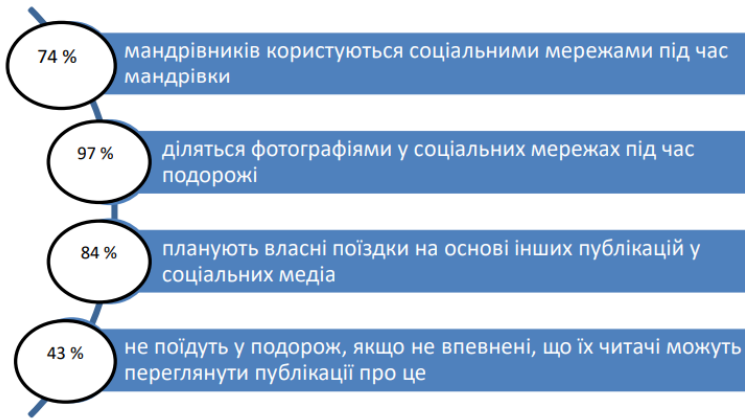 74 %
мандрівників користуються соціальними мережами під час
мандрівки
97 %
діляться фотографіями у соціальних мережах під час
подорожі
84 %
планують власні поїздки на основі інших публікацій у
соціальних медіа
43 %
не поїдуть у подорож, якщо не впевнені, що їх читачі можуть
переглянути публікації про це